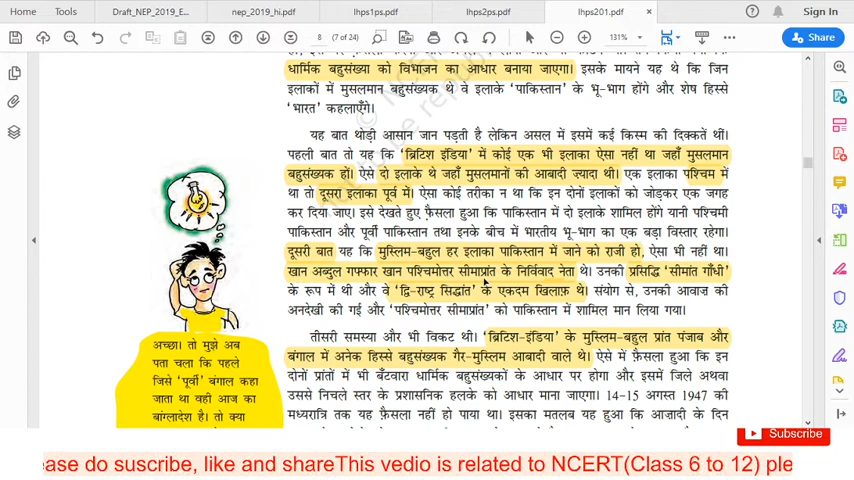 Home
Tools
Draft_NEP_2019_E...
nep_2019_hi.pdf
lhps1ps.pdf
lhps2ps.pdf
lhps201.pdf
Sign In
8 (7 of 24)
131%
Share
धार्मिक बहुसंख्या को विभाजन का आधार बनाया जाएगा। इसके मायने यह थे कि जिन
इलाकों में मुसलमान बहुसंख्यक थे वे इलाके 'पाकिस्तान' के भू-भाग होंगे और शेष हिस्से
'भारत' कहलाएँगे।
यह बात थोड़ी आसान जान पड़ती है लेकिन असल में इसमें कई किस्म की दिक्कतें थीं।
पहली बात तो यह कि 'ब्रिटिश इंडिया' में कोई एक भी इलाका ऐसा नहीं था जहाँ मुसलमान
बहुसंख्यक हों। ऐसे दो इलाके थे जहाँ मुसलमानों की आबादी ज्यादा थी। एक इलाका पश्चिम में
था तो दूसरा इलाका पूर्व में। ऐसा कोई तरीका न था कि इन दोनों इलाकों को जोड़कर एक जगह
कर दिया जाए। इसे देखते हुए फ़ैसला हुआ कि पाकिस्तान में दो इलाके शामिल होंगे यानी पश्चिमी
पाकिस्तान और पूर्वी पाकिस्तान तथा इनके बीच में भारतीय भू-भाग का एक बड़ा विस्तार रहेगा।
दूसरी बात यह कि मुस्लिम-बहुल हर इलाका पाकिस्तान में जाने को राजी हो, ऐसा भी नहीं था।
खान अब्दुल गफ्फार खान पश्चिमोत्तर सीमाप्रांत के निर्विवाद नेता थे। उनकी प्रसिद्धि 'सीमांत गाँधी'
के रूप में थी और वे 'द्वि-राष्ट्र सिद्धांत' के एकदम खिलाफ़ थे। संयोग से, उनकी आवाज़ की
अनदेखी की गई और 'पश्चिमोत्तर सीमाप्रांत' को पाकिस्तान में शामिल मान लिया गया।
तीसरी समस्या और भी विकट थी। 'ब्रिटिश-इंडिया' के मुस्लिम-बहुल प्रांत पंजाब और
बंगाल में अनेक हिस्से बहुसंख्यक गैर-मुस्लिम आबादी वाले थे। ऐसे में फ़ैसला हुआ कि इन
दोनों प्रांतों में भी बँटवारा धार्मिक बहुसंख्यकों के आधार पर होगा और इसमें जिले अथवा
उससे निचले स्तर के प्रशासनिक हलके को आधार माना जाएगा। 14-15 अगस्त 1947 की
मध्यरात्रि तक यह फ़ैसला नहीं हो पाया था। इसका मतलब यह हुआ कि आज़ादी के दिन
अच्छा! तो मुझे अब
पता चला कि पहले
जिसे 'पूर्वी' बंगाल कहा
जाता था वही आज का
बांग्लादेश है। तो क्या
Subscribe
ease do suscribe, like and shareThis vedio is related to NCERT(Class 6 to 12) ple